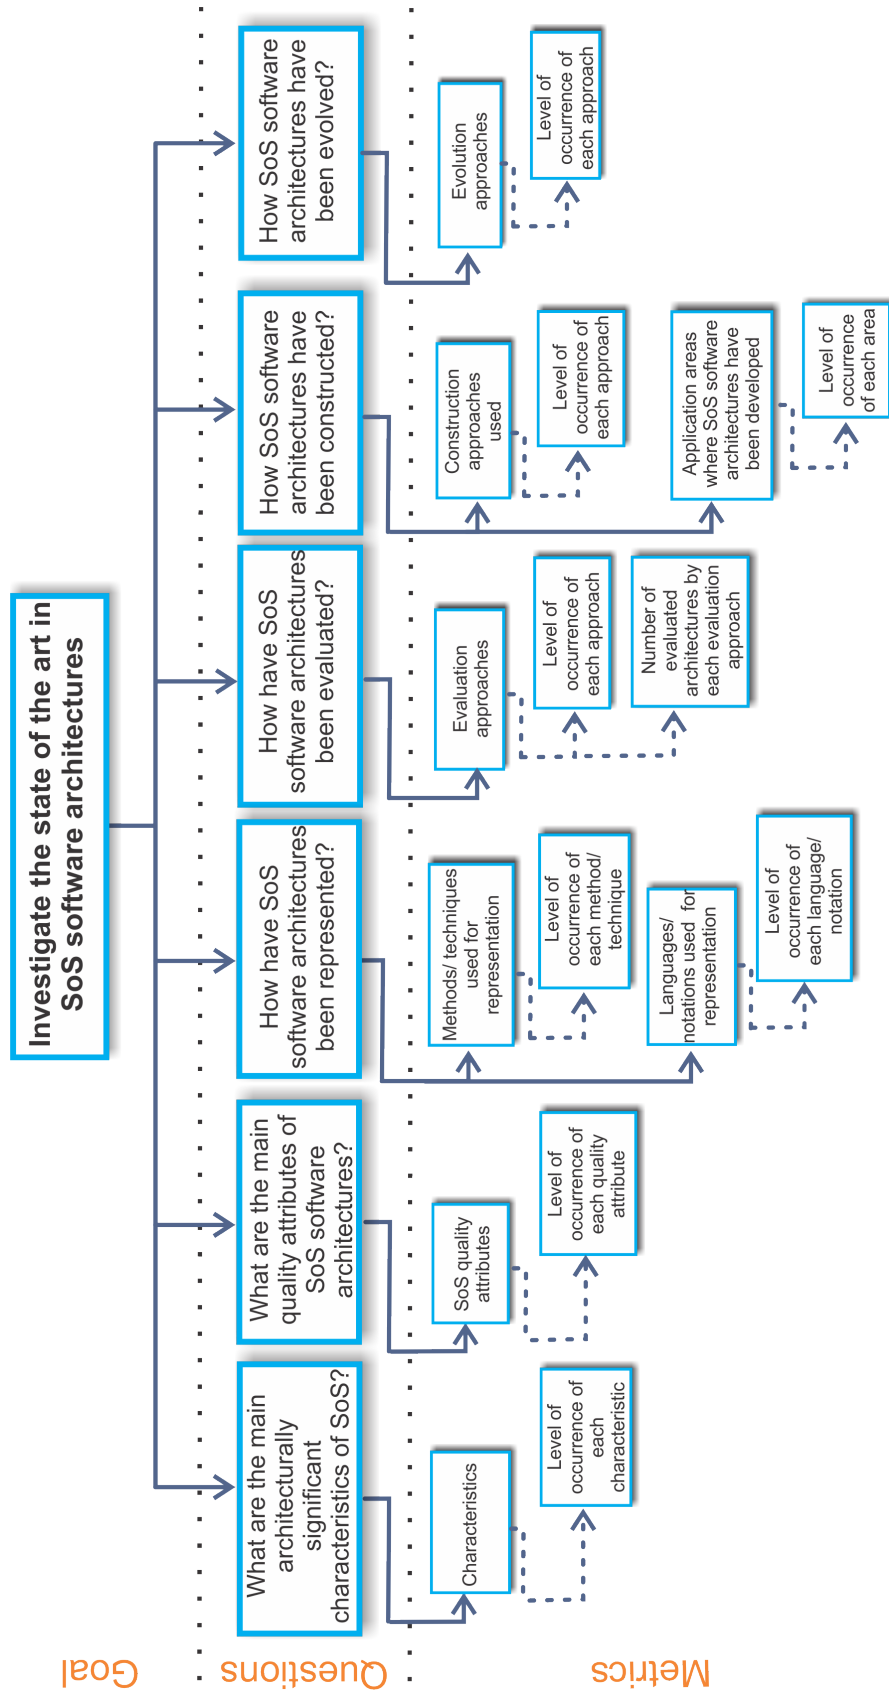 Goal
Investigate the state of the art in
SoS software architectures
Questions
What are the main
architecturally
significant
characteristics of SoS?
What are the main
quality attributes of
SoS software
architectures?
How have SoS
software architectures
been represented?
How have SoS
software architectures
been evaluated?
How SoS software
architectures have
been constructed?
How SoS software
architectures have
been evolved?
Metrics
Characteristics
Level of
occurrence of
each
characteristic
SoS quality
attributes
Level of
occurrence of
each quality
attribute
Methods/ techniques
used for
representation
Level of
occurrence of
each method/
technique
Languages/
notations used for
representation
Level of
occurrence of
each language/
notation
Evaluation
approaches
Level of
occurrence of
each approach
Number of
evaluated
architectures by
each evaluation
approach
Construction
approaches
used
Level of
occurrence of
each approach
Application areas
where SoS software
architectures have
been developed
Level of
occurrence
of each area
Evolution
approaches
Level of
occurrence of
each approach